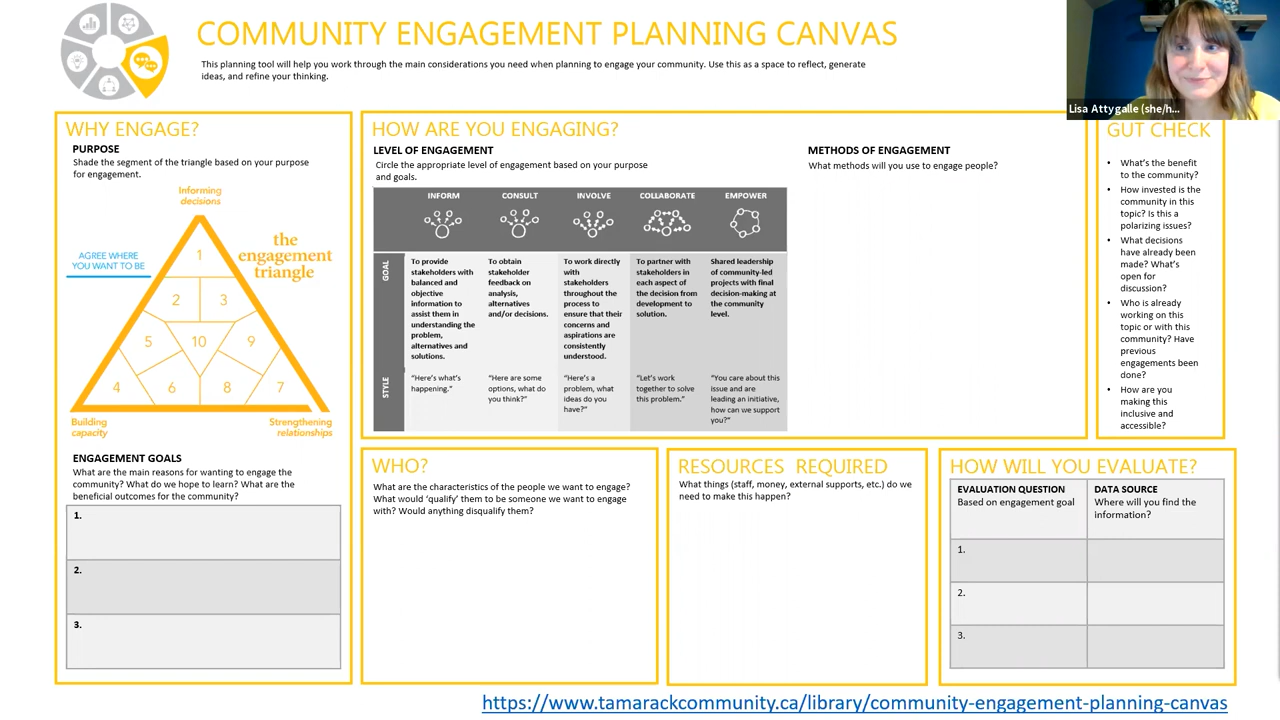 COMMUNITY ENGAGEMENT PLANNING CANVAS
This planning tool will help you work through the main considerations you need when planning to engage your community. Use this as a space to reflect, generate
ideas, and refine your thinking.
Lisa Attygalle (she/h...
WHY ENGAGE?
PURPOSE
Shade the segment of the triangle based on your purpose
for engagement.
Informing
decisions
the
engagement
triangle
AGREE WHERE
YOU WANT TO BE
1
2 3
5 10 9
4 6 8 7
Building
capacity
Strengthening
relationships
ENGAGEMENT GOALS
What are the main reasons for wanting to engage the
community? What do we hope to learn? What are the
beneficial outcomes for the community?
1.
2.
3.
HOW ARE YOU ENGAGING?
LEVEL OF ENGAGEMENT
Circle the appropriate level of engagement based on your purpose
and goals.
INFORM CONSULT INVOLVE COLLABORATE EMPOWER
GOAL
To provide
stakeholders with
balanced and
objective
information to
assist them in
understanding the
problem,
alternatives and
solutions.
To obtain
stakeholder
feedback on
analysis,
alternatives
and/or decisions.
To work directly
with
stakeholders
throughout the
process to
ensure that their
concerns and
aspirations are
consistently
understood.
To partner with
stakeholders in
each aspect of
the decision from
development to
solution.
Shared leadership
of community-led
projects with final
decision-making at
the community
level.
STYLE
"Here's what's
happening."
"Here are some
options, what do
you think?"
"Here's a
problem, what
ideas do you
have?"
"Let's work
together to solve
this problem."
"You care about this
issue and are
leading an initiative,
how can we support
you?"
METHODS OF ENGAGEMENT
What methods will you use to engage people?
GUT CHECK
• What's the benefit
to the community?
• How invested is the
community in this
topic? Is this a
polarizing issues?
• What decisions
have already been
made? What's
open for
discussion?
• Who is already
working on this
topic or with this
community? Have
previous
engagements been
done?
• How are you
making this
inclusive and
accessible?
WHO?
What are the characteristics of the people we want to engage?
What would 'qualify' them to be someone we want to engage
with? Would anything disqualify them?
RESOURCES REQUIRED
What things (staff, money, external supports, etc.) do we
need to make this happen?
HOW WILL YOU EVALUATE?
EVALUATION QUESTION
Based on engagement goal
DATA SOURCE
Where will you find the
information?
1.
2.
3.
https://www.tamarackcommunity.ca/library/community-engagement-planning-canvas